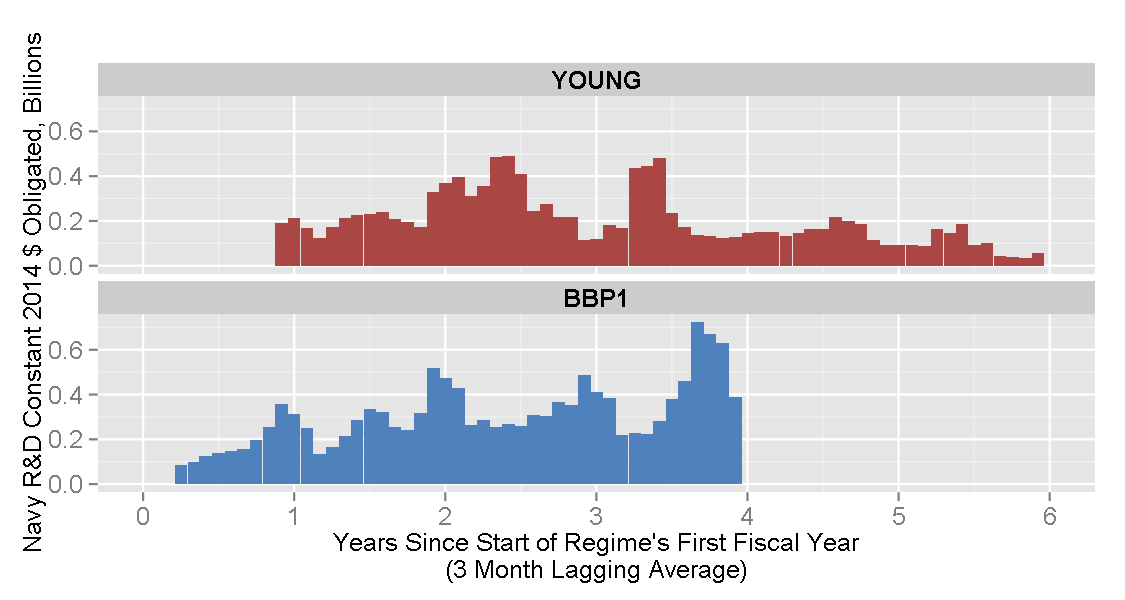 Navy R&D Constant 2014 $ Obligated, Billions
YOUNG
0.6
0.4
0.2
0.0
BBP1
0.6
0.4
0.2
0.0
0 1 2 3 4 5 6
Years Since Start of Regime's First Fiscal Year
(3 Month Lagging Average)